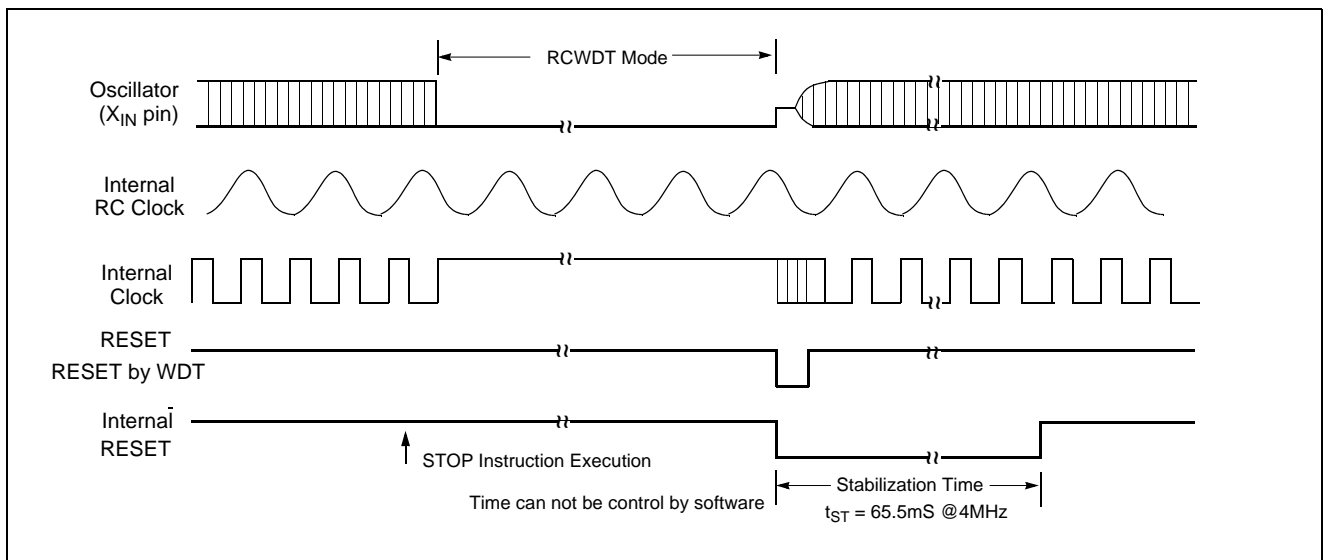 RCWDT Mode
Oscillator
(XIN pin)
Internal
RC Clock
Internal
Clock
RESET
RESET by WDT
Internal
RESET
STOP Instruction Execution
Time can not be control by software
Stabilization Time
tST = 65.5mS @4MHz